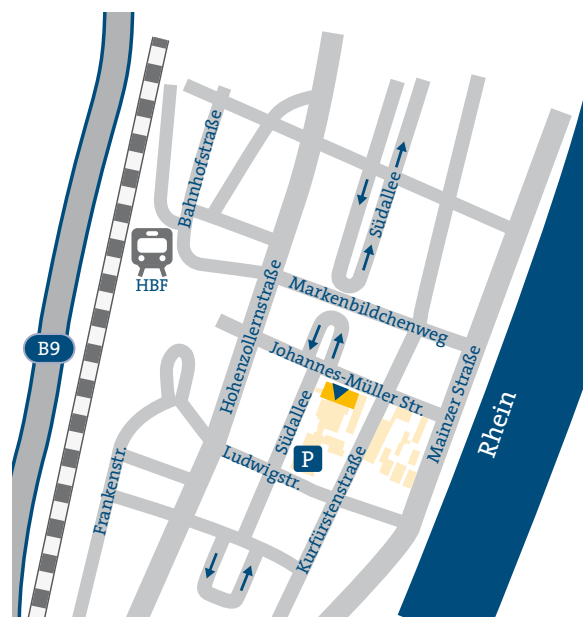 Bahnhofstraße
Südallee
HBF
Markenbildchenweg
B9
Hohenzollernstraße
Johannes-Müller Str.
Mainzer Straße
Rhein
Südallee
P
Ludwigstr.
Kurfürstenstraße
Frankenstr.